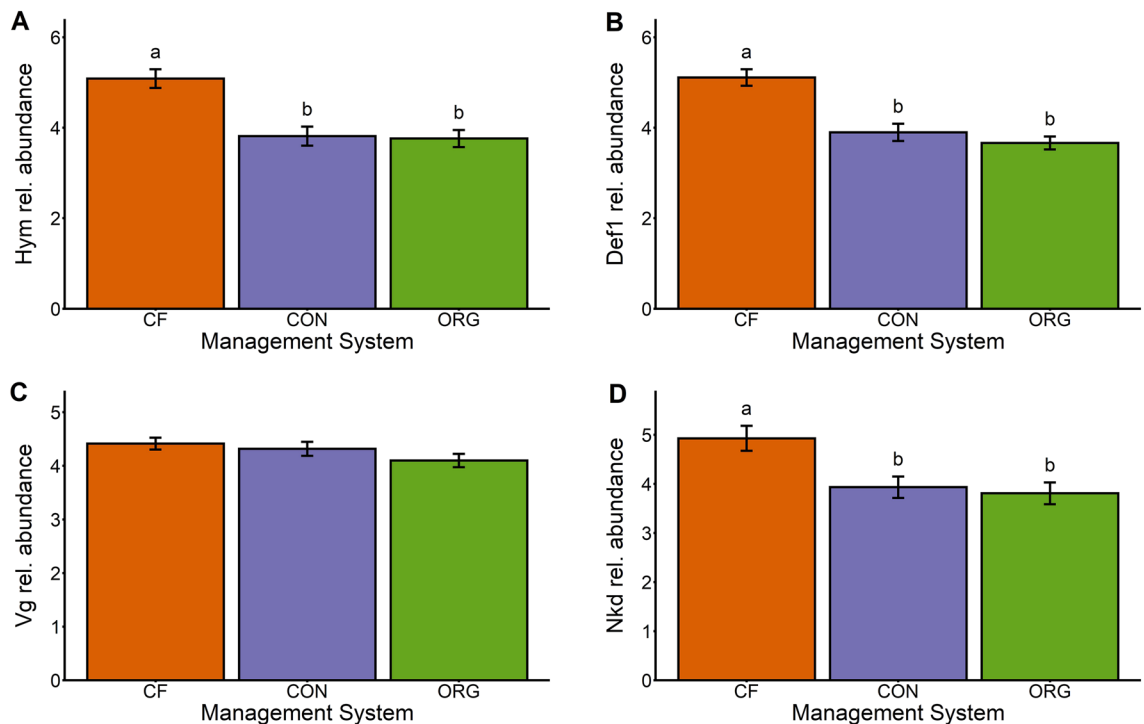 A
Hym rel. abundance
6
4
2
0
a
b
b
CF CON ORG
Management System
B
Def1 rel. abundance
6
4
2
0
a
b
b
CF CON ORG
Management System
C
Vg rel. abundance
5
4
3
2
1
0
CF CON ORG
Management System
D
Nkd rel. abundance
5
4
3
2
1
0
a
b
b
CF CON ORG
Management System